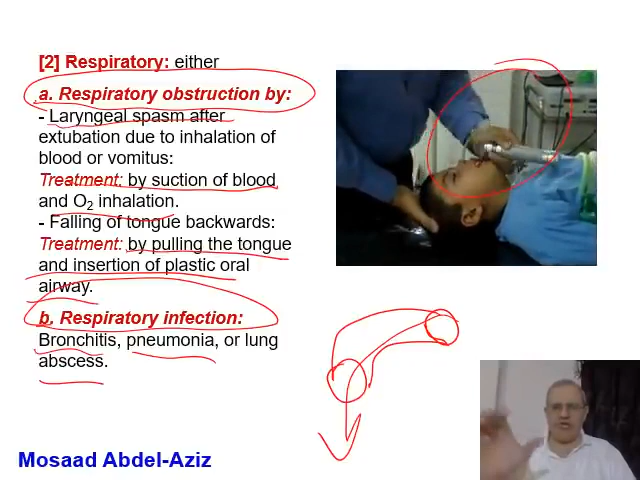 [2] Respiratory: either
a. Respiratory obstruction by:
- Laryngeal spasm after
extubation due to inhalation of
blood or vomitus:
Treatment: by suction of blood
and O2 inhalation.
- Falling of tongue backwards:
Treatment: by pulling the tongue
and insertion of plastic oral
airway.
b. Respiratory infection:
Bronchitis, pneumonia, or lung
abscess.
Mosaad Abdel-Aziz